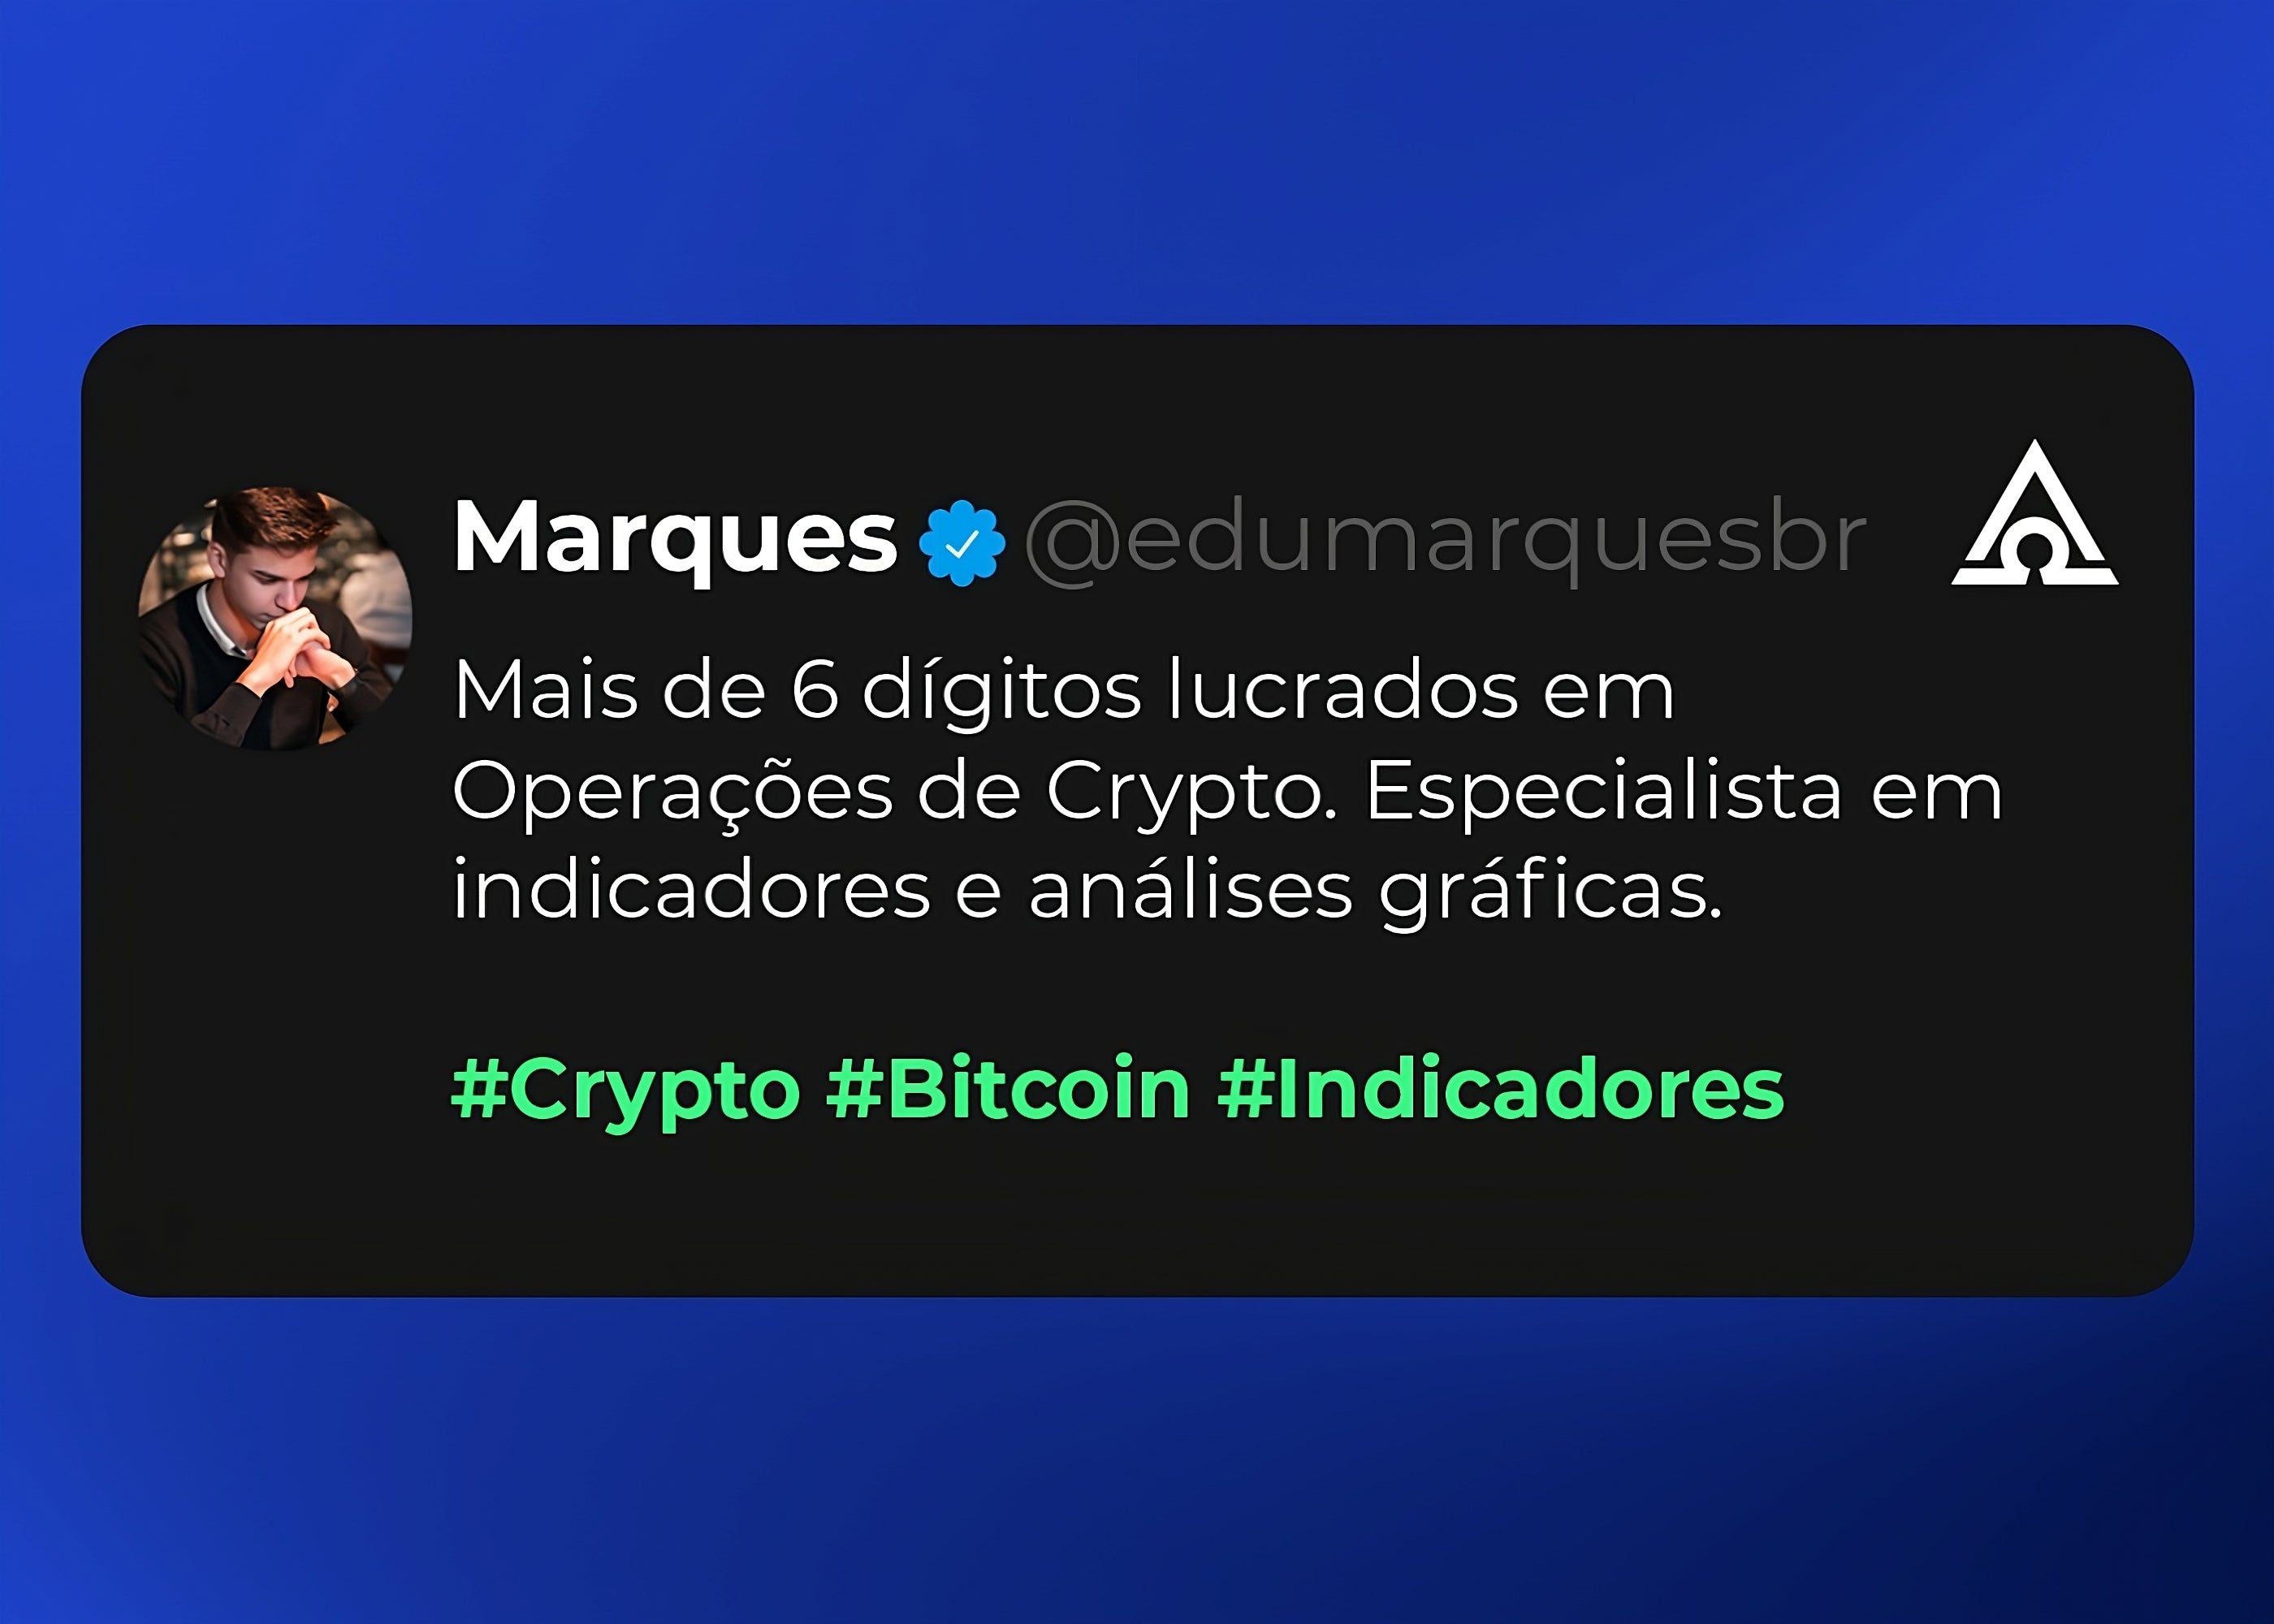 Marques @edumarquesbr
Mais de 6 dígitos lucrados em
Operações de Crypto. Especialista em
indicadores e análises gráficas.
#Crypto #Bitcoin #Indicadores